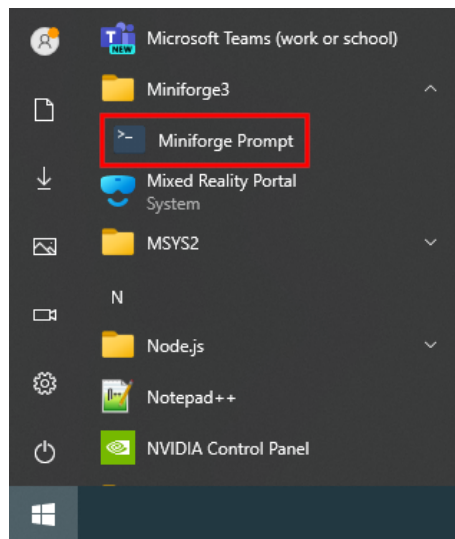 Microsoft Teams (work or school)
NEW
Miniforge3
Miniforge Prompt
Mixed Reality Portal
System
MSYS2
N
Node.js
Notepad++
NVIDIA Control Panel